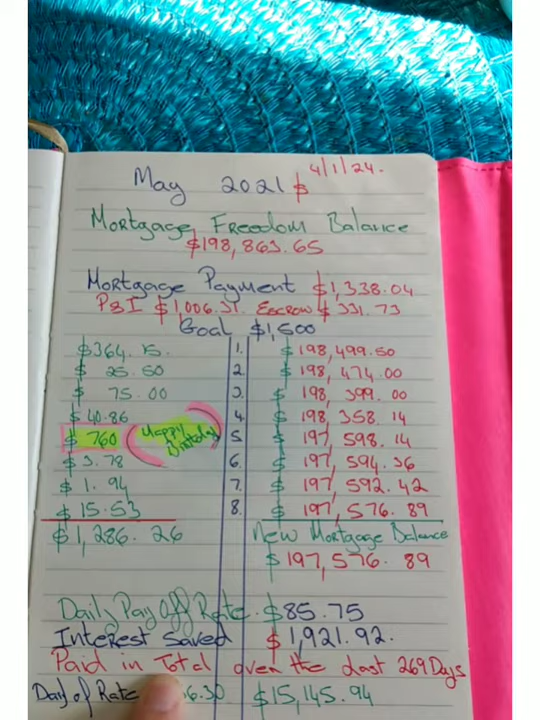 4/1/24.
May 2021 $
Mortgage Freedom Balance
$198,863.65
Mortgage Payment $1,338.04
P&I $1,006.31. Escrow $331.73
Goal $1,500
$364.15. 1. $198,499.50
$25.50 2. $198,474.00
$75.00 3. $198,399.00
$40.86 4. $198 358.14
$760 Happy Birthday 5 $197,598.14
$3.78 6. $197,594.36
$1.94 7. $197,592.42
$15.53 8. $197,576.89
$1,286.26 New Mortgage Balance
$197,576.89
Daily Pay Off Rate. $85.75
Interest Saved $1,921.92.
Paid in Total over the last 269 Days
Day of Rate 6.30 $15,145.94